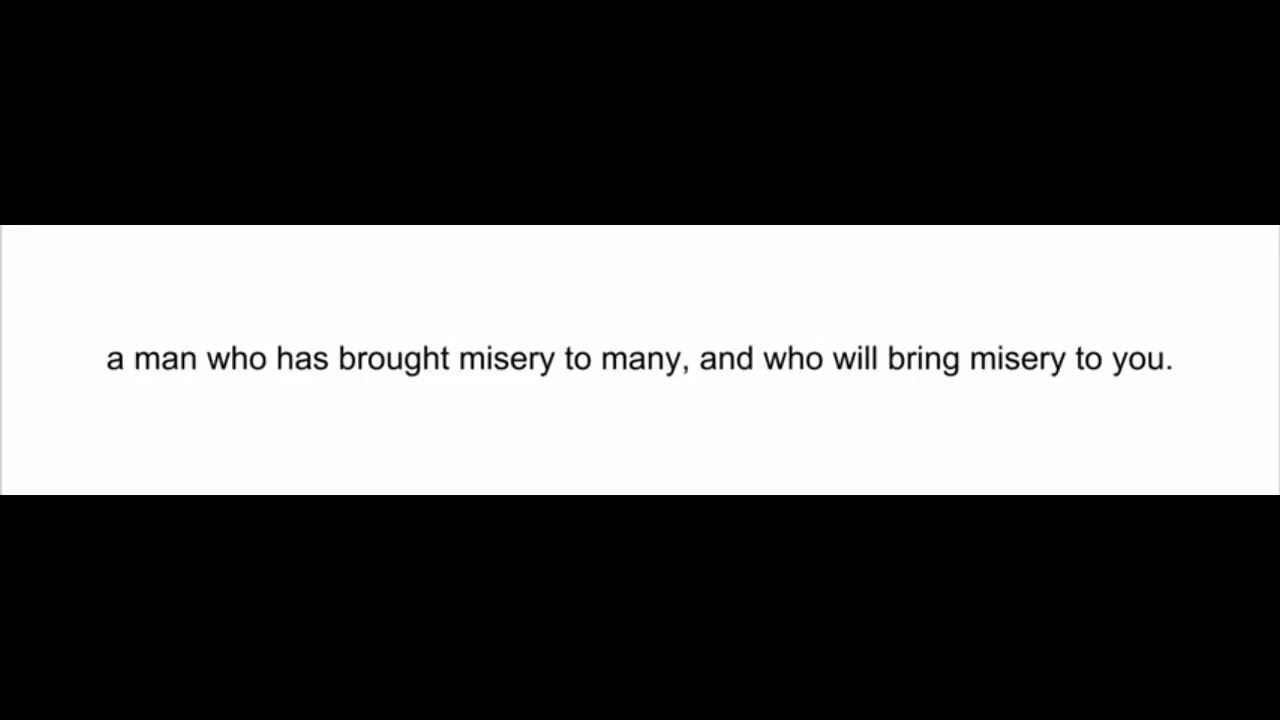 a man who has brought misery to many, and who will bring misery to you.